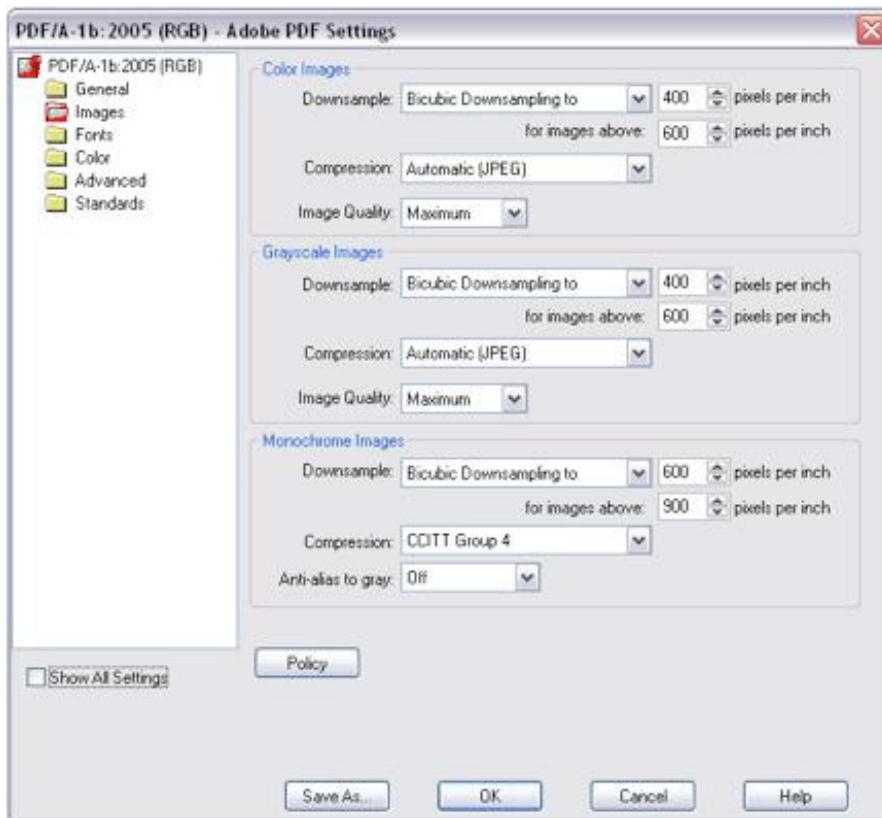 PDF/A-1b:2005 (RGB) - Adobe PDF Settings
PDF/A-1b:2005 (RGB)
General
Images
Fonts
Color
Advanced
Standards
Show All Settings
Color Images
Downsample: Bicubic Downsampling to 400 pixels per inch
for images above: 600 pixels per inch
Compression: Automatic (JPEG)
Image Quality: Maximum
Grayscale Images
Downsample: Bicubic Downsampling to 400 pixels per inch
for images above: 600 pixels per inch
Compression: Automatic (JPEG)
Image Quality: Maximum
Monochrome Images
Downsample: Bicubic Downsampling to 600 pixels per inch
for images above: 900 pixels per inch
Compression: CCITT Group 4
Anti-alias to gray: Off
Policy
Save As... OK Cancel Help